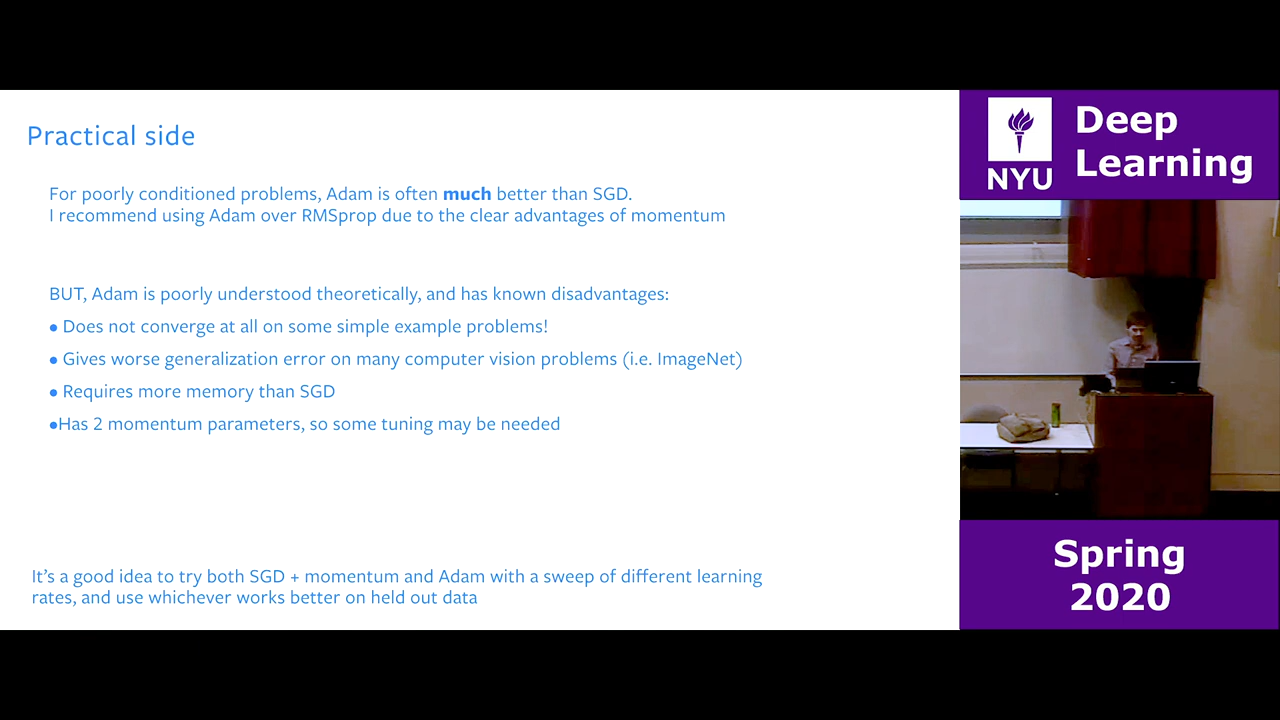 Practical side
For poorly conditioned problems, Adam is often much better than SGD.
I recommend using Adam over RMSprop due to the clear advantages of momentum
BUT, Adam is poorly understood theoretically, and has known disadvantages:
● Does not converge at all on some simple example problems!
● Gives worse generalization error on many computer vision problems (i.e. ImageNet)
● Requires more memory than SGD
●Has 2 momentum parameters, so some tuning may be needed
It’s a good idea to try both SGD + momentum and Adam with a sweep of different learning
rates, and use whichever works better on held out data
NYU
Deep
Learning
Spring
2020